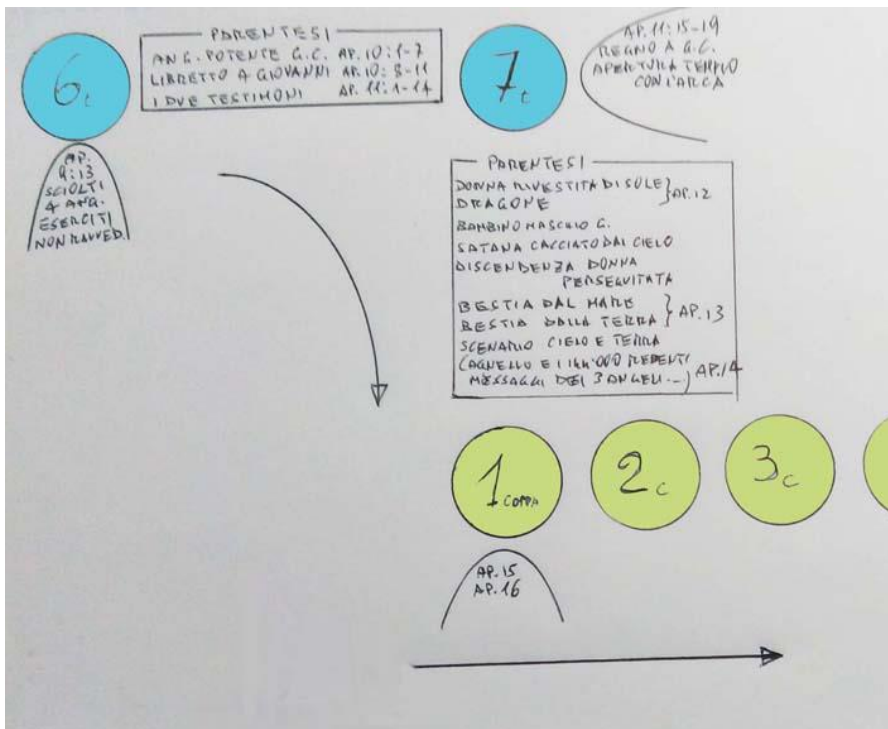 6t
PARENTESI
ANG. POTENTE G.C. AP. 10:1-7
LIBRETTO A GIOVANNI AP. 10:8-11
I DUE TESTIMONI AP. 11:1-14
7t
AP. 11:15-19
REGNO A G.C.
APERTURA TEMPIO
CON L'ARCA
AP.
9:13
SCIOLTI
4 ANG.
ESERCITI
NON RAVVED.
PARENTESI
DONNA RIVESTITA DI SOLE
DRAGONE } AP.12
BAMBINO MASCHIO G.
SATANA CACCIATO DAL CIELO
DISCENDENZA DONNA
PERSEGUITATA
BESTIA DAL MARE
BESTIA DALLA TERRA } AP.13
SCENARIO CIELO E TERRA
(AGNELLO E I 144'000 REDENTI
MESSAGGI DEI 3 ANGELI...) AP.14
1 COPPA
2 C
3 C
AP.15
AP.16